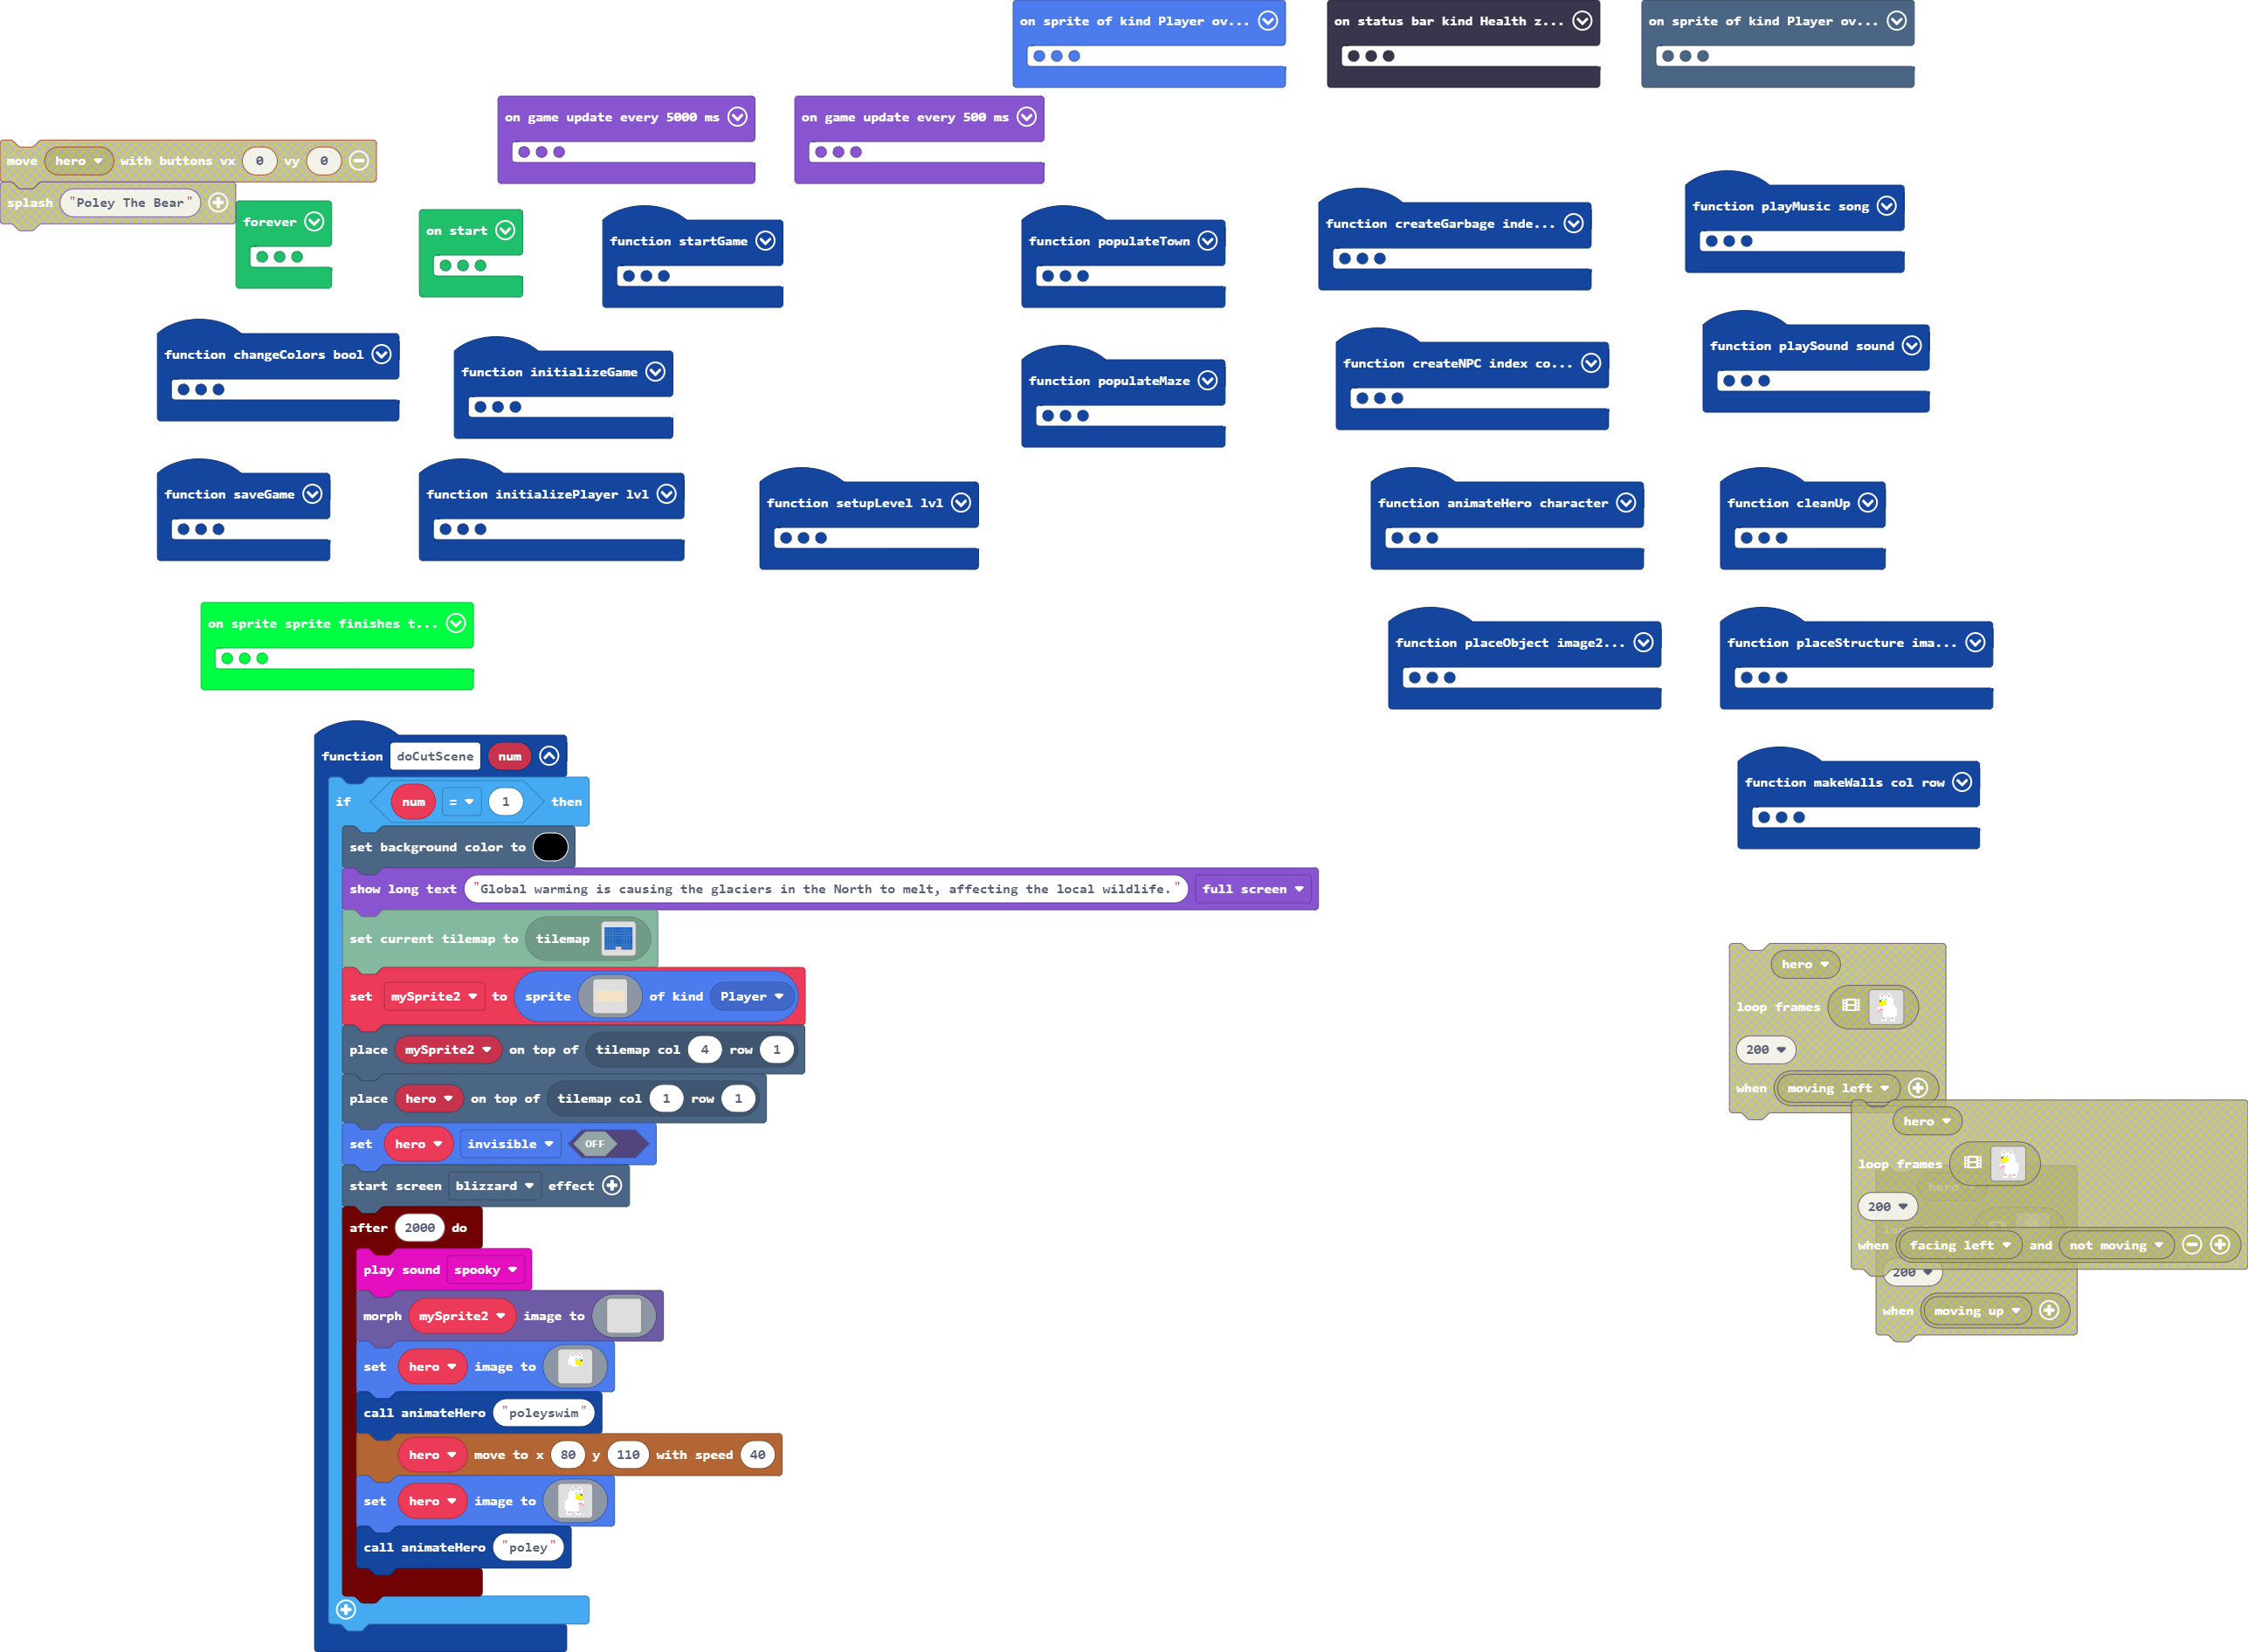 on sprite of kind Player ov...
on status bar kind Health z...
on sprite of kind Player ov...
on game update every 5000 ms
on game update every 500 ms
move hero with buttons vx 0 vy 0
splash "Poley The Bear"
forever
on start
function startGame
function populateTown
function createGarbage inde...
function playMusic song
function changeColors bool
function initializeGame
function populateMaze
function createNPC index co...
function playSound sound
function saveGame
function initializePlayer lvl
function setupLevel lvl
function animateHero character
function cleanUp
on sprite sprite finishes t...
function placeObject image2...
function placeStructure ima...
function makeWalls col row
function doCutScene num
if num = 1 then
set background color to
show long text "Global warming is causing the glaciers in the North to melt, affecting the local wildlife." full screen
set current tilemap to tilemap
set mySprite2 to sprite of kind Player
place mySprite2 on top of tilemap col 4 row 1
place hero on top of tilemap col 1 row 1
set hero invisible OFF
start screen blizzard effect
after 2000 do
play sound spooky
morph mySprite2 image to
set hero image to
call animateHero "poleyswim"
hero move to x 80 y 110 with speed 40
set hero image to
call animateHero "poley"
hero
loop frames
200
when moving left
hero
loop frames
200
when facing left and not moving
hero
200
when moving up